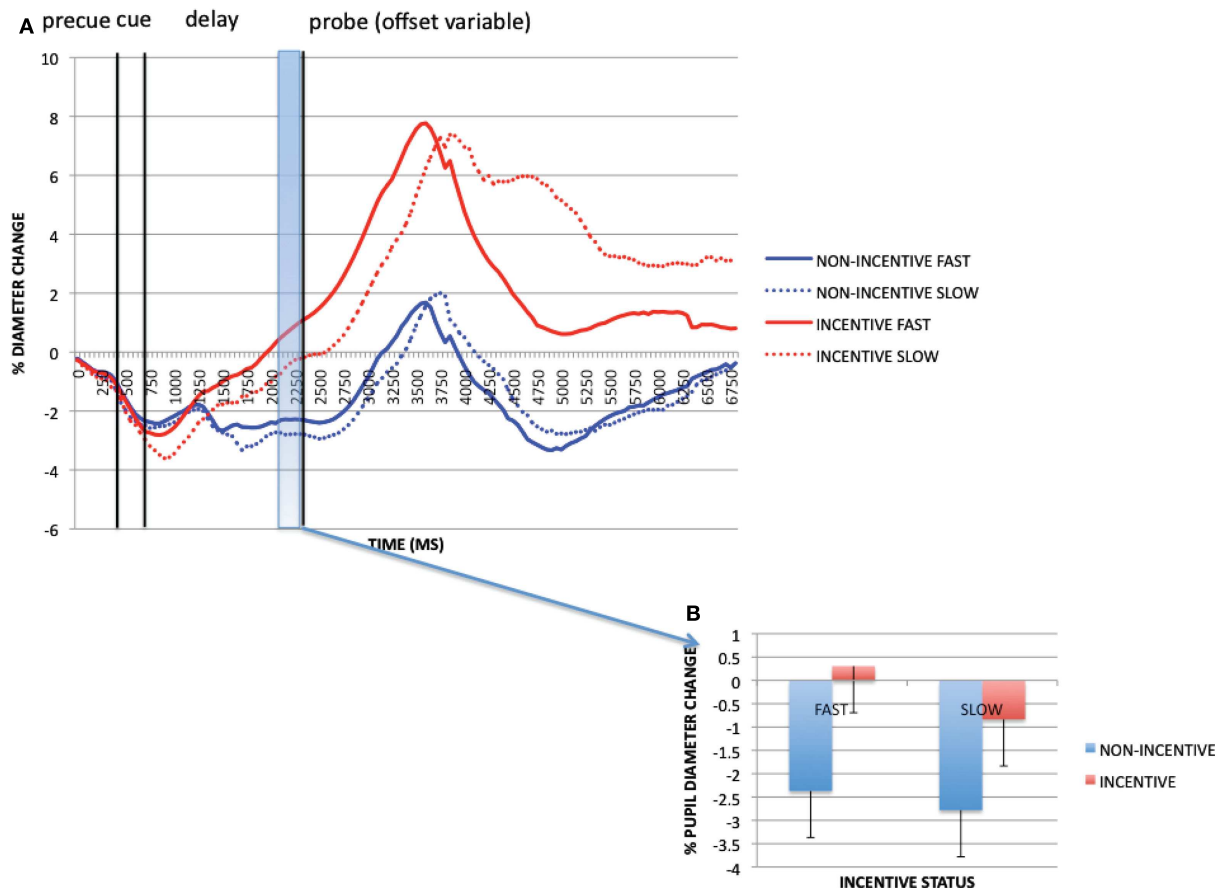 A
precue cue delay probe (offset variable)
10
8
6
4
2
0
-2
-4
-6
% DIAMETER CHANGE
0 250 500 750 1000 1250 1500 1750 2000 2250 2500 2750 3000 3250 3500 3750 4000 4250 4500 4750 5000 5250 5500 5750 6000 6250 6500 6750
TIME (MS)
NON-INCENTIVE FAST
NON-INCENTIVE SLOW
INCENTIVE FAST
INCENTIVE SLOW
B
1
0.5
0
-0.5
-1
-1.5
-2
-2.5
-3
-3.5
-4
% PUPIL DIAMETER CHANGE
FAST SLOW
INCENTIVE STATUS
NON-INCENTIVE
INCENTIVE